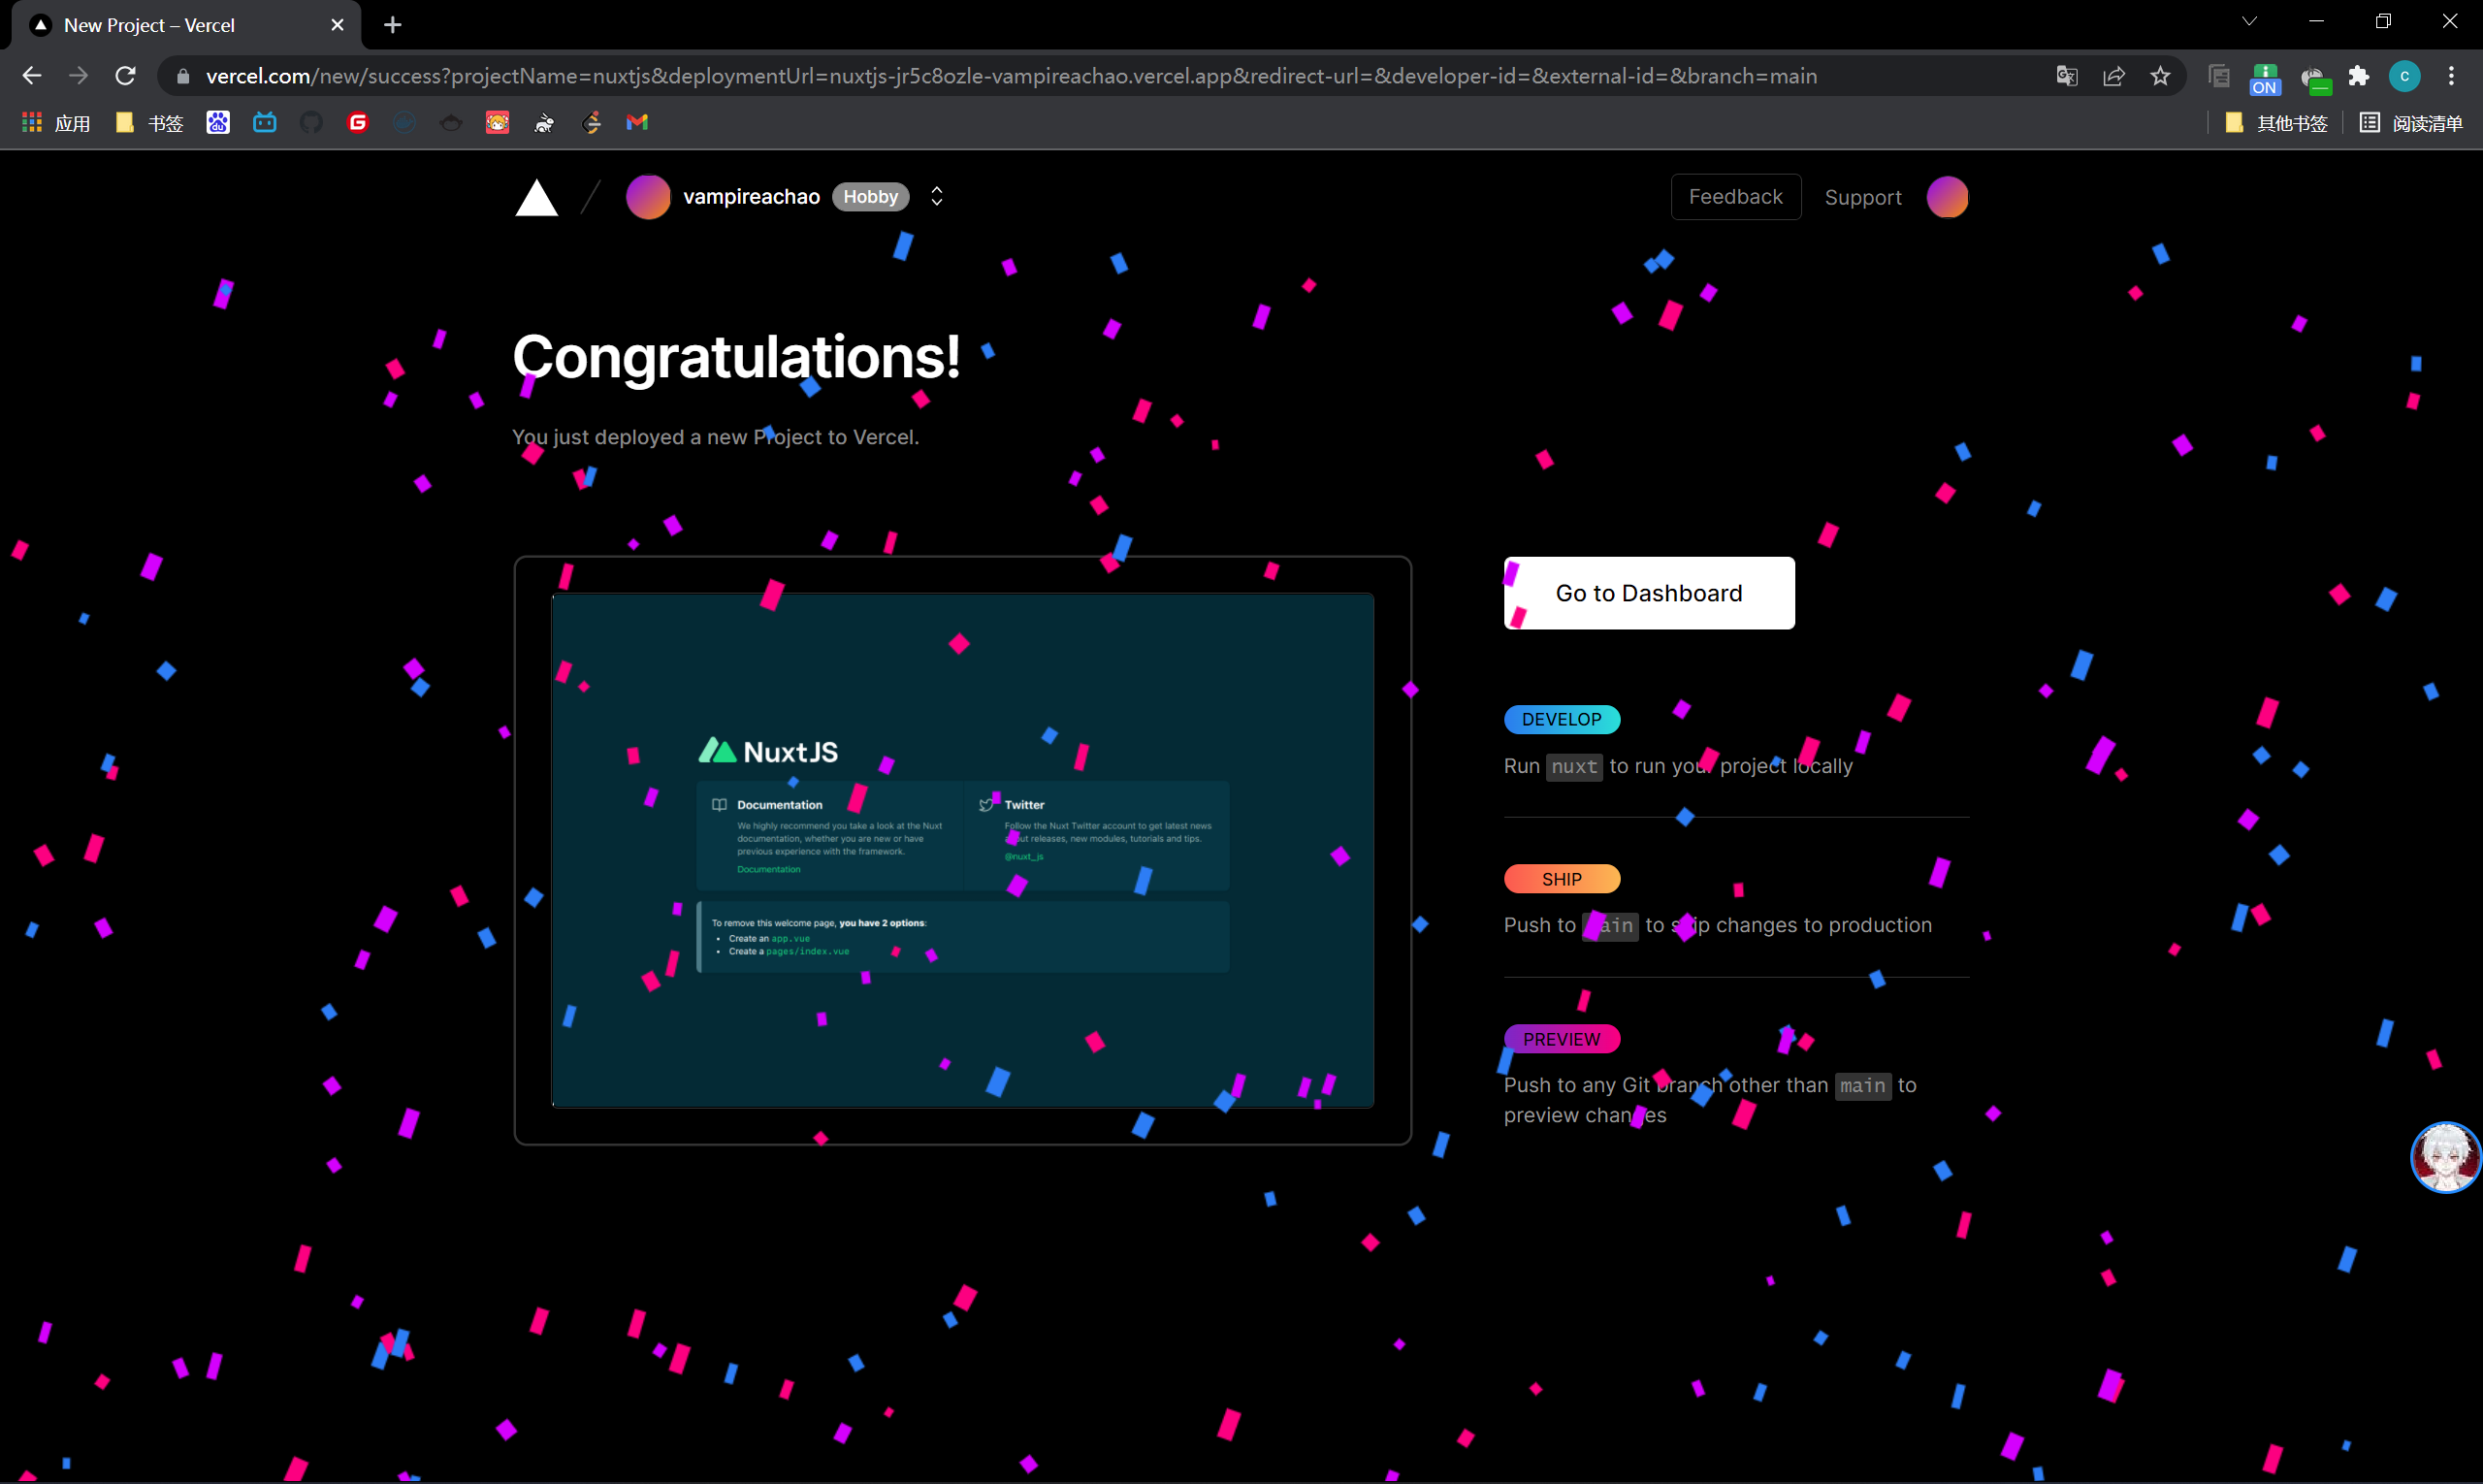 New Project – Vercel
vercel.com/new/success?projectName=nuxtjs&deploymentUrl=nuxtjs-jr5c8ozle-vampireachao.vercel.app&redirect-url=&developer-id=&external-id=&branch=main
ON
C
应用
书签
du
G
其他书签
阅读清单
vampireachao
Hobby
Feedback
Support
Congratulations!
You just deployed a new Project to Vercel.
Go to Dashboard
DEVELOP
Run nuxt to run your project locally
SHIP
Push to main to ship changes to production
PREVIEW
Push to any Git branch other than main to
preview changes
NuxtJS
Documentation
We highly recommend you take a look at the Nuxt
documentation, whether you are new or have
previous experience with the framework.
Documentation
Twitter
Follow the Nuxt Twitter account to get latest news
about releases, new modules, tutorials and tips.
@nuxt_js
To remove this welcome page, you have 2 options:
• Create an app.vue
• Create a pages/index.vue